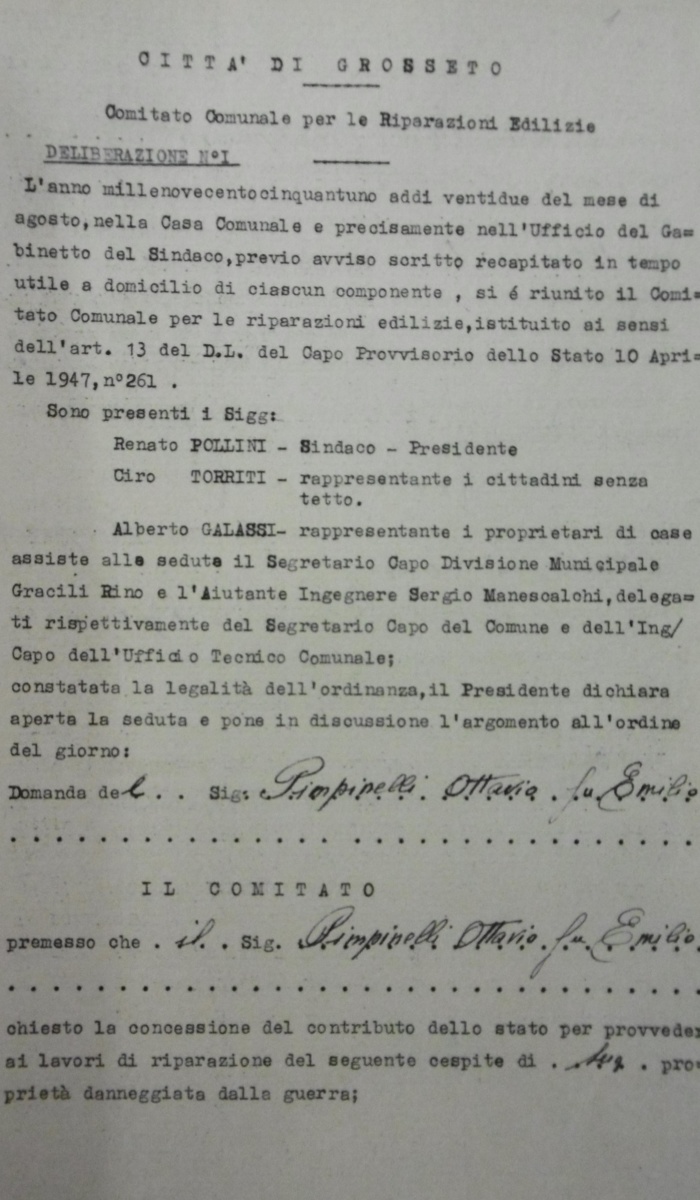 CITTA' DI GROSSETO
Comitato Comunale per le Riparazioni Edilizie
DELIBERAZIONE N°1
L'anno millenovecentocinquantuno addi ventidue del mese di
agosto,nella Casa Comunale e precisamente nell'Ufficio del Ga=
binetto del Sindaco,previo avviso scritto recapitato in tempo
utile a domicilio di ciascun componente , si é riunito il Comi=
tato Comunale per le riparazioni edilizie,istituito ai sensi
dell'art. 13 del D.L. del Capo Provvisorio dello Stato 10 Apri=
le 1947,n°261 .
Sono presenti i Sigg:
Renato POLLINI - Sindaco - Presidente
Ciro TORRITI - rappresentante i cittadini senza
tetto.
Alberto GALASSI- rappresentante i proprietari di case
assiste alle sedute il Segretario Capo Divisione Municipale
Gracili Rino e l'Aiutante Ingegnere Sergio Manescalchi,delega=
ti rispettivamente del Segretario Capo del Comune e dell'Ing/
Capo dell'Ufficio Tecnico Comunale;
constatata la legalità dell'ordinanza,il Presidente dichiara
aperta la seduta e pone in discussione l'argomento all'ordine
del giorno:
Domanda del . . Sig: Pimpinelli Ottavio . fu Emilio
. . . . . . . . . . . . . . . . . . . . . . . . . . . . . . . .
IL COMITATO
premesso che . il . Sig. Pimpinelli Ottavio . fu Emilio
. . . . . . . . . . . . . . . . . . . . . . . . . . . . . . . .
chiesto la concessione del contributo dello stato per provveder
ai lavori di riparazione del seguente cespite di . sua . pro=
prietà danneggiata dalla guerra;